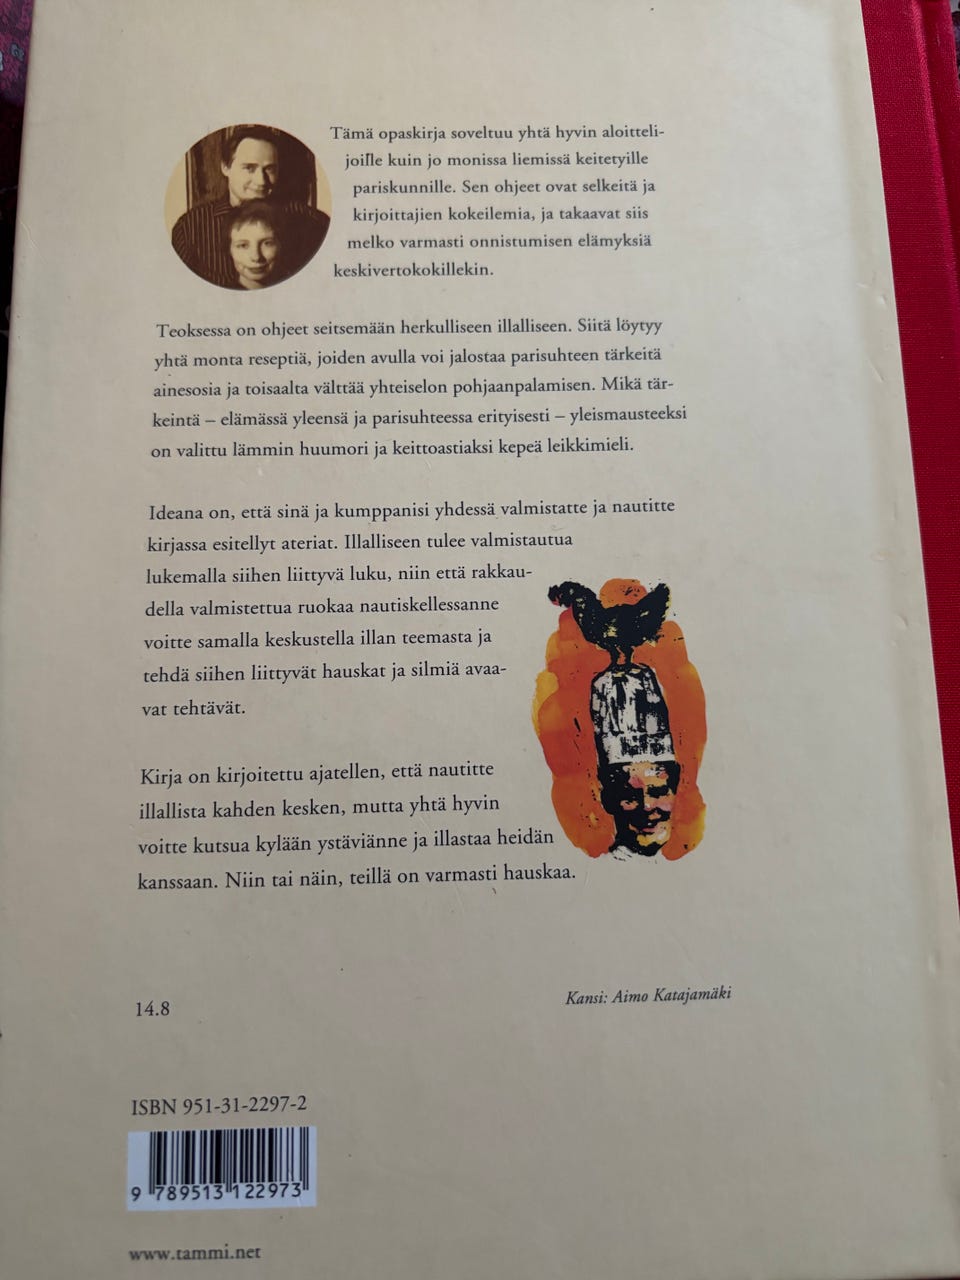 Tämä opaskirja soveltuu yhtä hyvin aloitteli-
joille kuin jo monissa liemissä keitetyille
pariskunnille. Sen ohjeet ovat selkeitä ja
kirjoittajien kokeilemia, ja takaavat siis
melko varmasti onnistumisen elämyksiä
keskivertokokillekin.
Teoksessa on ohjeet seitsemään herkulliseen illalliseen. Siitä löytyy
yhtä monta reseptiä, joiden avulla voi jalostaa parisuhteen tärkeitä
ainesosia ja toisaalta välttää yhteiselon pohjaanpalamisen. Mikä tär-
keintä – elämässä yleensä ja parisuhteessa erityisesti – yleismausteeksi
on valittu lämmin huumori ja keittoastiaksi kepeä leikkimieli.
Ideana on, että sinä ja kumppanisi yhdessä valmistatte ja nautitte
kirjassa esitellyt ateriat. Illalliseen tulee valmistautua
lukemalla siihen liittyvä luku, niin että rakkau-
della valmistettua ruokaa nautiskellessanne
voitte samalla keskustella illan teemasta ja
tehdä siihen liittyvät hauskat ja silmiä avaa-
vat tehtävät.
Kirja on kirjoitettu ajatellen, että nautitte
illallista kahden kesken, mutta yhtä hyvin
voitte kutsua kylään ystäviänne ja illastaa heidän
kanssaan. Niin tai näin, teillä on varmasti hauskaa.
14.8
Kansi: Aimo Katajamäki
ISBN 951-31-2297-2
9 789513 122973
www.tammi.net